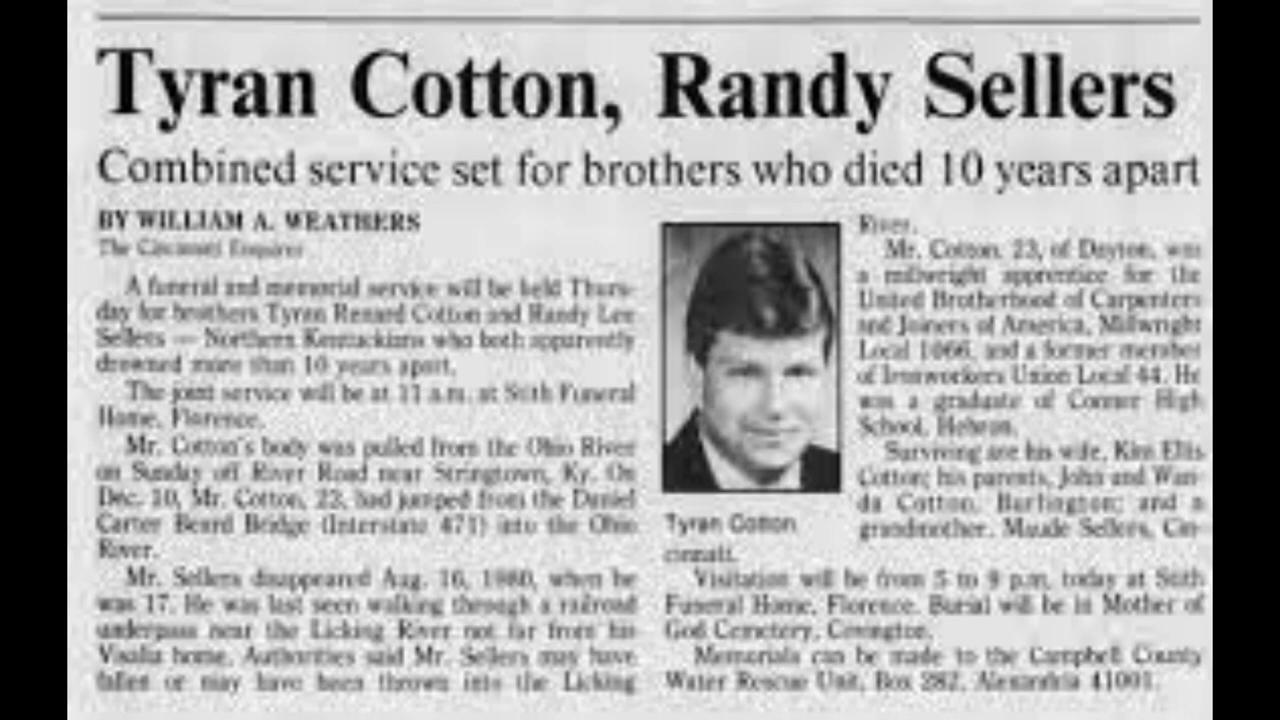 Tyran Cotton, Randy Sellers
Combined service set for brothers who died 10 years apart
BY WILLIAM A. WEATHERS
The Cincinnati Enquirer
A funeral and memorial service will be held Thurs-
day for brothers Tyran Renard Cotton and Randy Lee
Sellers — Northern Kentuckians who both apparently
drowned more than 10 years apart.
The joint service will be at 11 a.m. at Stith Funeral
Home, Florence.
Mr. Cotton's body was pulled from the Ohio River
on Sunday off River Road near Stringtown, Ky. On
Dec. 10, Mr. Cotton, 23, had jumped from the Daniel
Carter Beard Bridge (Interstate 471) into the Ohio
River.
Mr. Sellers disappeared Aug. 16, 1980, when he
was 17. He was last seen walking through a railroad
underpass near the Licking River not far from his
Visalia home. Authorities said Mr. Sellers may have
fallen or may have been thrown into the Licking
River.
Mr. Cotton, 23, of Dayton, was
a millwright apprentice for the
United Brotherhood of Carpenters
and Joiners of America, Millwright
Local 1066, and a former member
of Ironworkers Union Local 44. He
was a graduate of Conner High
School, Hebron.
Surviving are his wife, Kim Ellis
Cotton; his parents, John and Wan-
da Cotton, Burlington; and a
grandmother, Maude Sellers, Cin-
cinnati.
Tyran Cotton
Visitation will be from 5 to 9 p.m. today at Stith
Funeral Home, Florence. Burial will be in Mother of
God Cemetery, Covington.
Memorials can be made to the Campbell County
Water Rescue Unit, Box 282, Alexandria 41001.